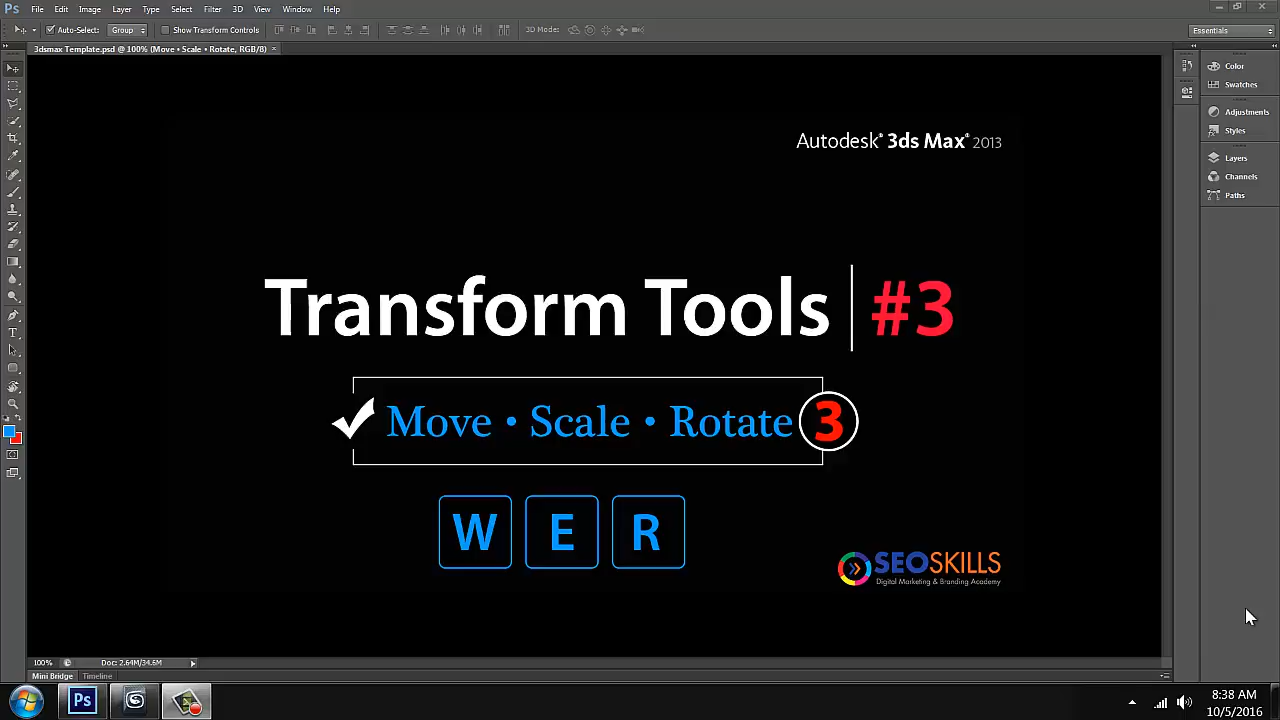 Ps File Edit Image Layer Type Select Filter 3D View Window Help
Auto-Select: Group Show Transform Controls 3D Mode: Essentials
3dsmax Template.psd @ 100% (Move • Scale • Rotate, RGB/8) ×
Color
Swatches
Adjustments
Styles
Layers
Channels
Paths
Autodesk® 3ds Max® 2013
Transform Tools #3
Move • Scale • Rotate 3
W E R
SEOSKILLS
Digital Marketing & Branding Academy
100% Doc: 2.64M/34.6M
Mini Bridge Timeline
Ps
8:38 AM
10/5/2016